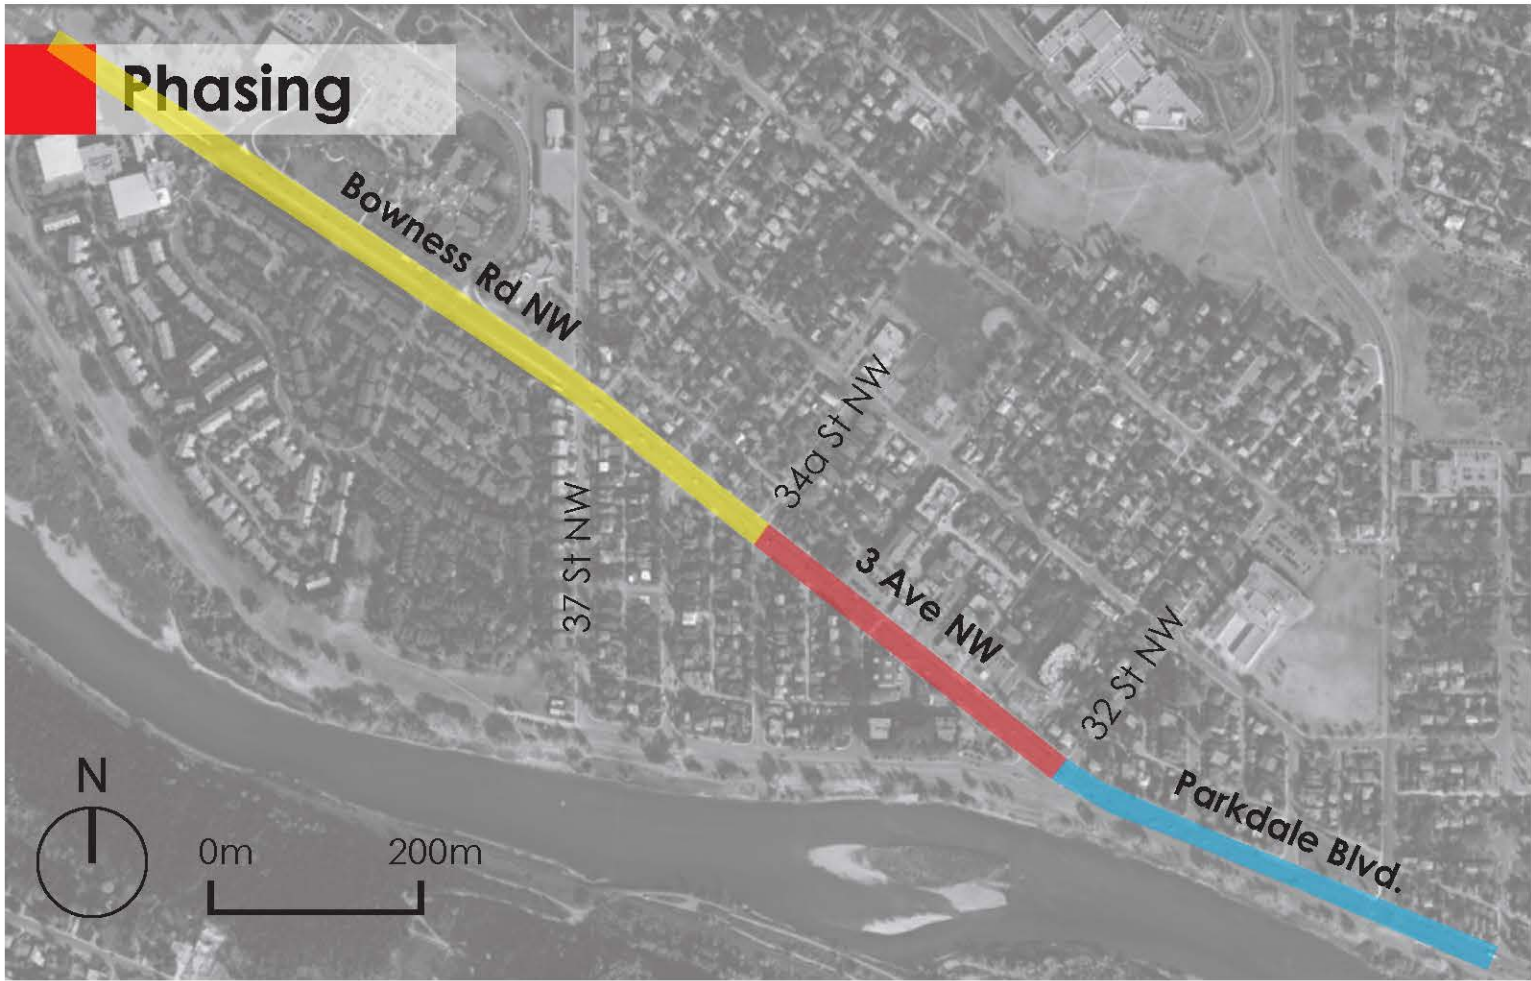 Phasing
Bowness Rd NW
34a St NW
37 St NW
3 Ave NW
32 St NW
Parkdale Blvd.
N
0m 200m